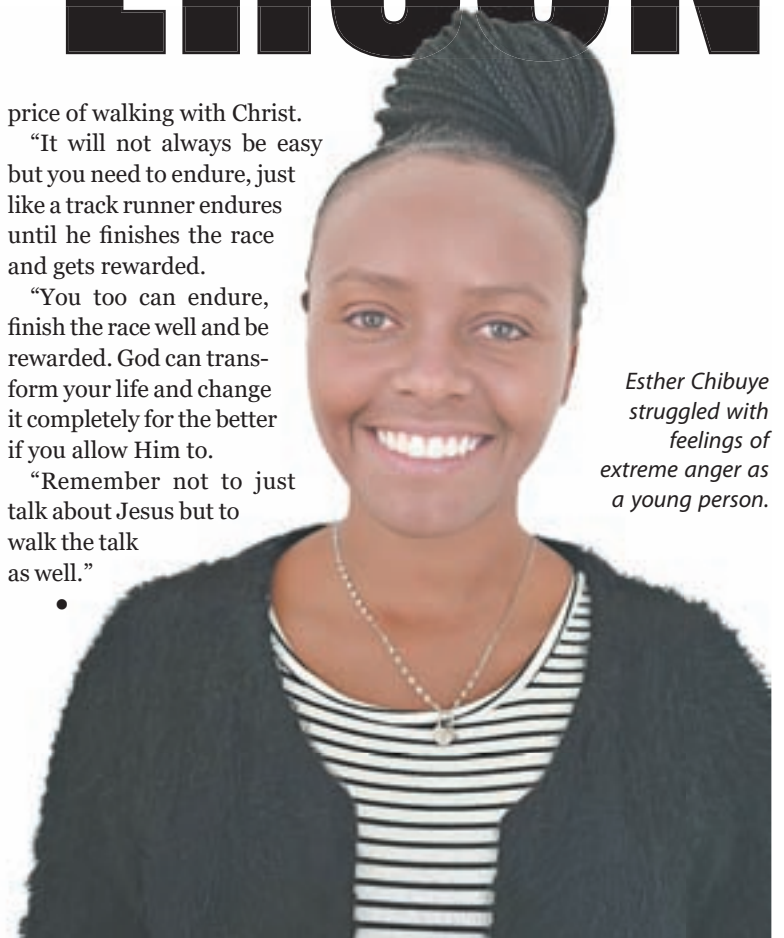 price of walking with Christ.
“It will not always be easy
but you need to endure, just
like a track runner endures
until he finishes the race
and gets rewarded.
“You too can endure,
finish the race well and be
rewarded. God can trans-
form your life and change
it completely for the better
if you allow Him to.
“Remember not to just
talk about Jesus but to
walk the talk
as well.”
●
Esther Chibuye
struggled with
feelings of
extreme anger as
a young person.